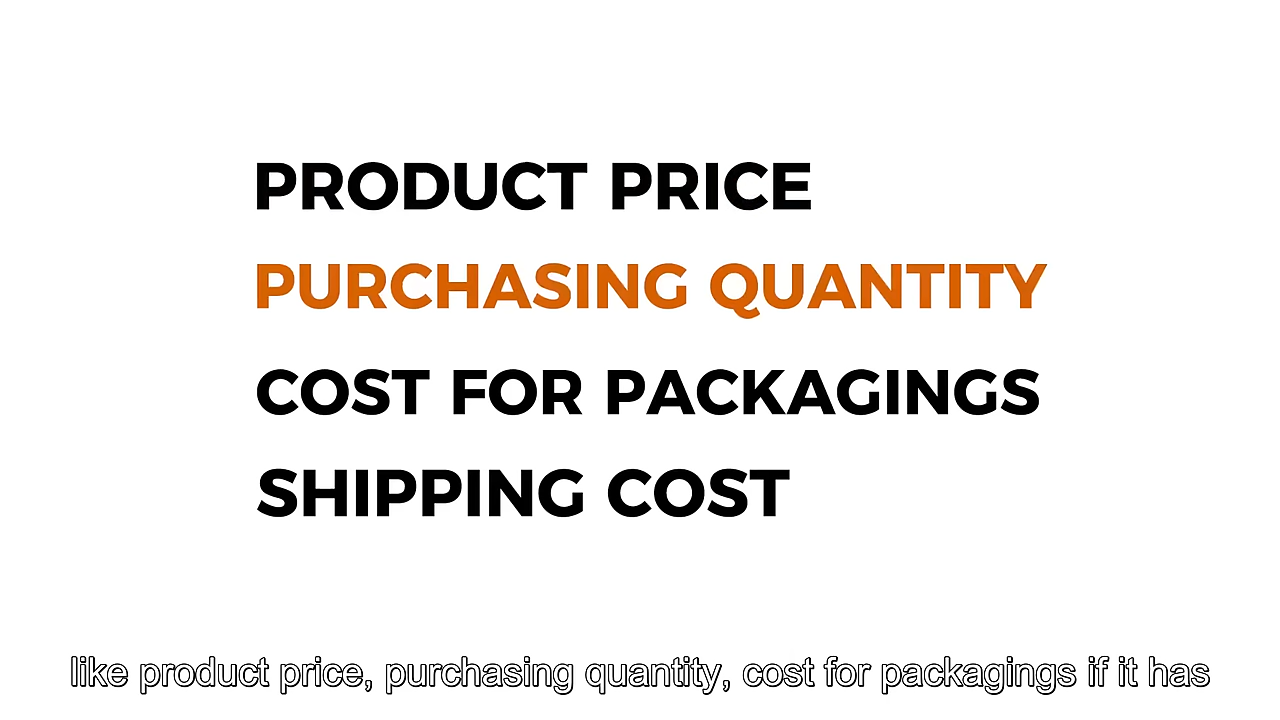 PRODUCT PRICE
PURCHASING QUANTITY
COST FOR PACKAGINGS
SHIPPING COST
like product price, purchasing quantity, cost for packagings if it has